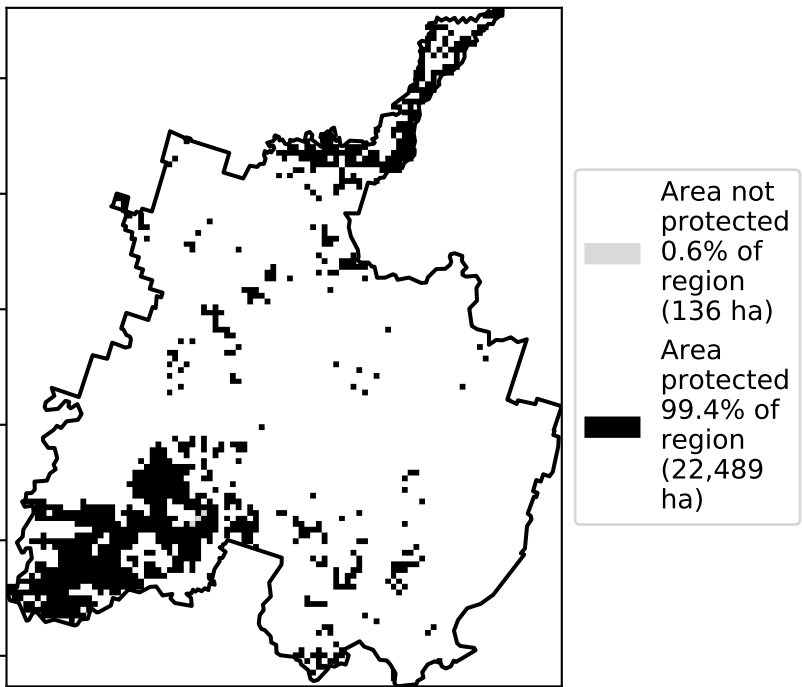 Area not
protected
0.6% of
region
(136 ha)
Area
protected
99.4% of
region
(22,489
ha)